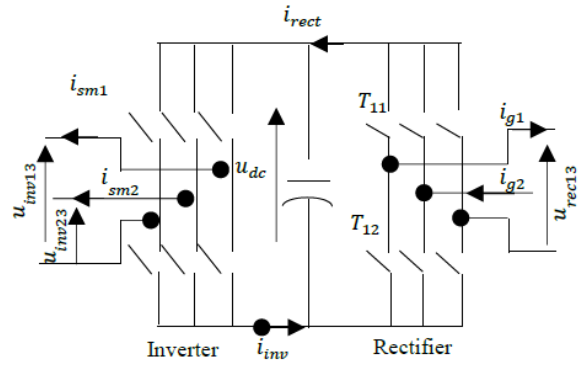 i_rect
i_sm1
T_11
i_g1
i_sm2
u_dc
i_g2
u_inv13
u_inv23
u_rec13
T_12
i_inv
Inverter
Rectifier